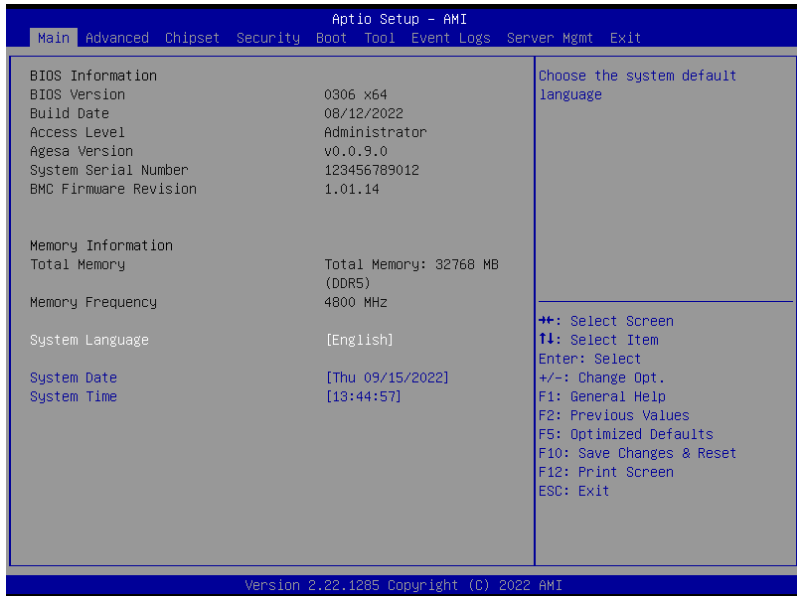 Aptio Setup – AMI
Main Advanced Chipset Security Boot Tool Event Logs Server Mgmt Exit
BIOS Information
BIOS Version 0306 x64
Build Date 08/12/2022
Access Level Administrator
Agesa Version v0.0.9.0
System Serial Number 123456789012
BMC Firmware Revision 1.01.14
Memory Information
Total Memory Total Memory: 32768 MB
(DDR5)
Memory Frequency 4800 MHz
System Language [English]
System Date [Thu 09/15/2022]
System Time [13:44:57]
Choose the system default
language
→←: Select Screen
↑↓: Select Item
Enter: Select
+/-: Change Opt.
F1: General Help
F2: Previous Values
F5: Optimized Defaults
F10: Save Changes & Reset
F12: Print Screen
ESC: Exit
Version 2.22.1285 Copyright (C) 2022 AMI